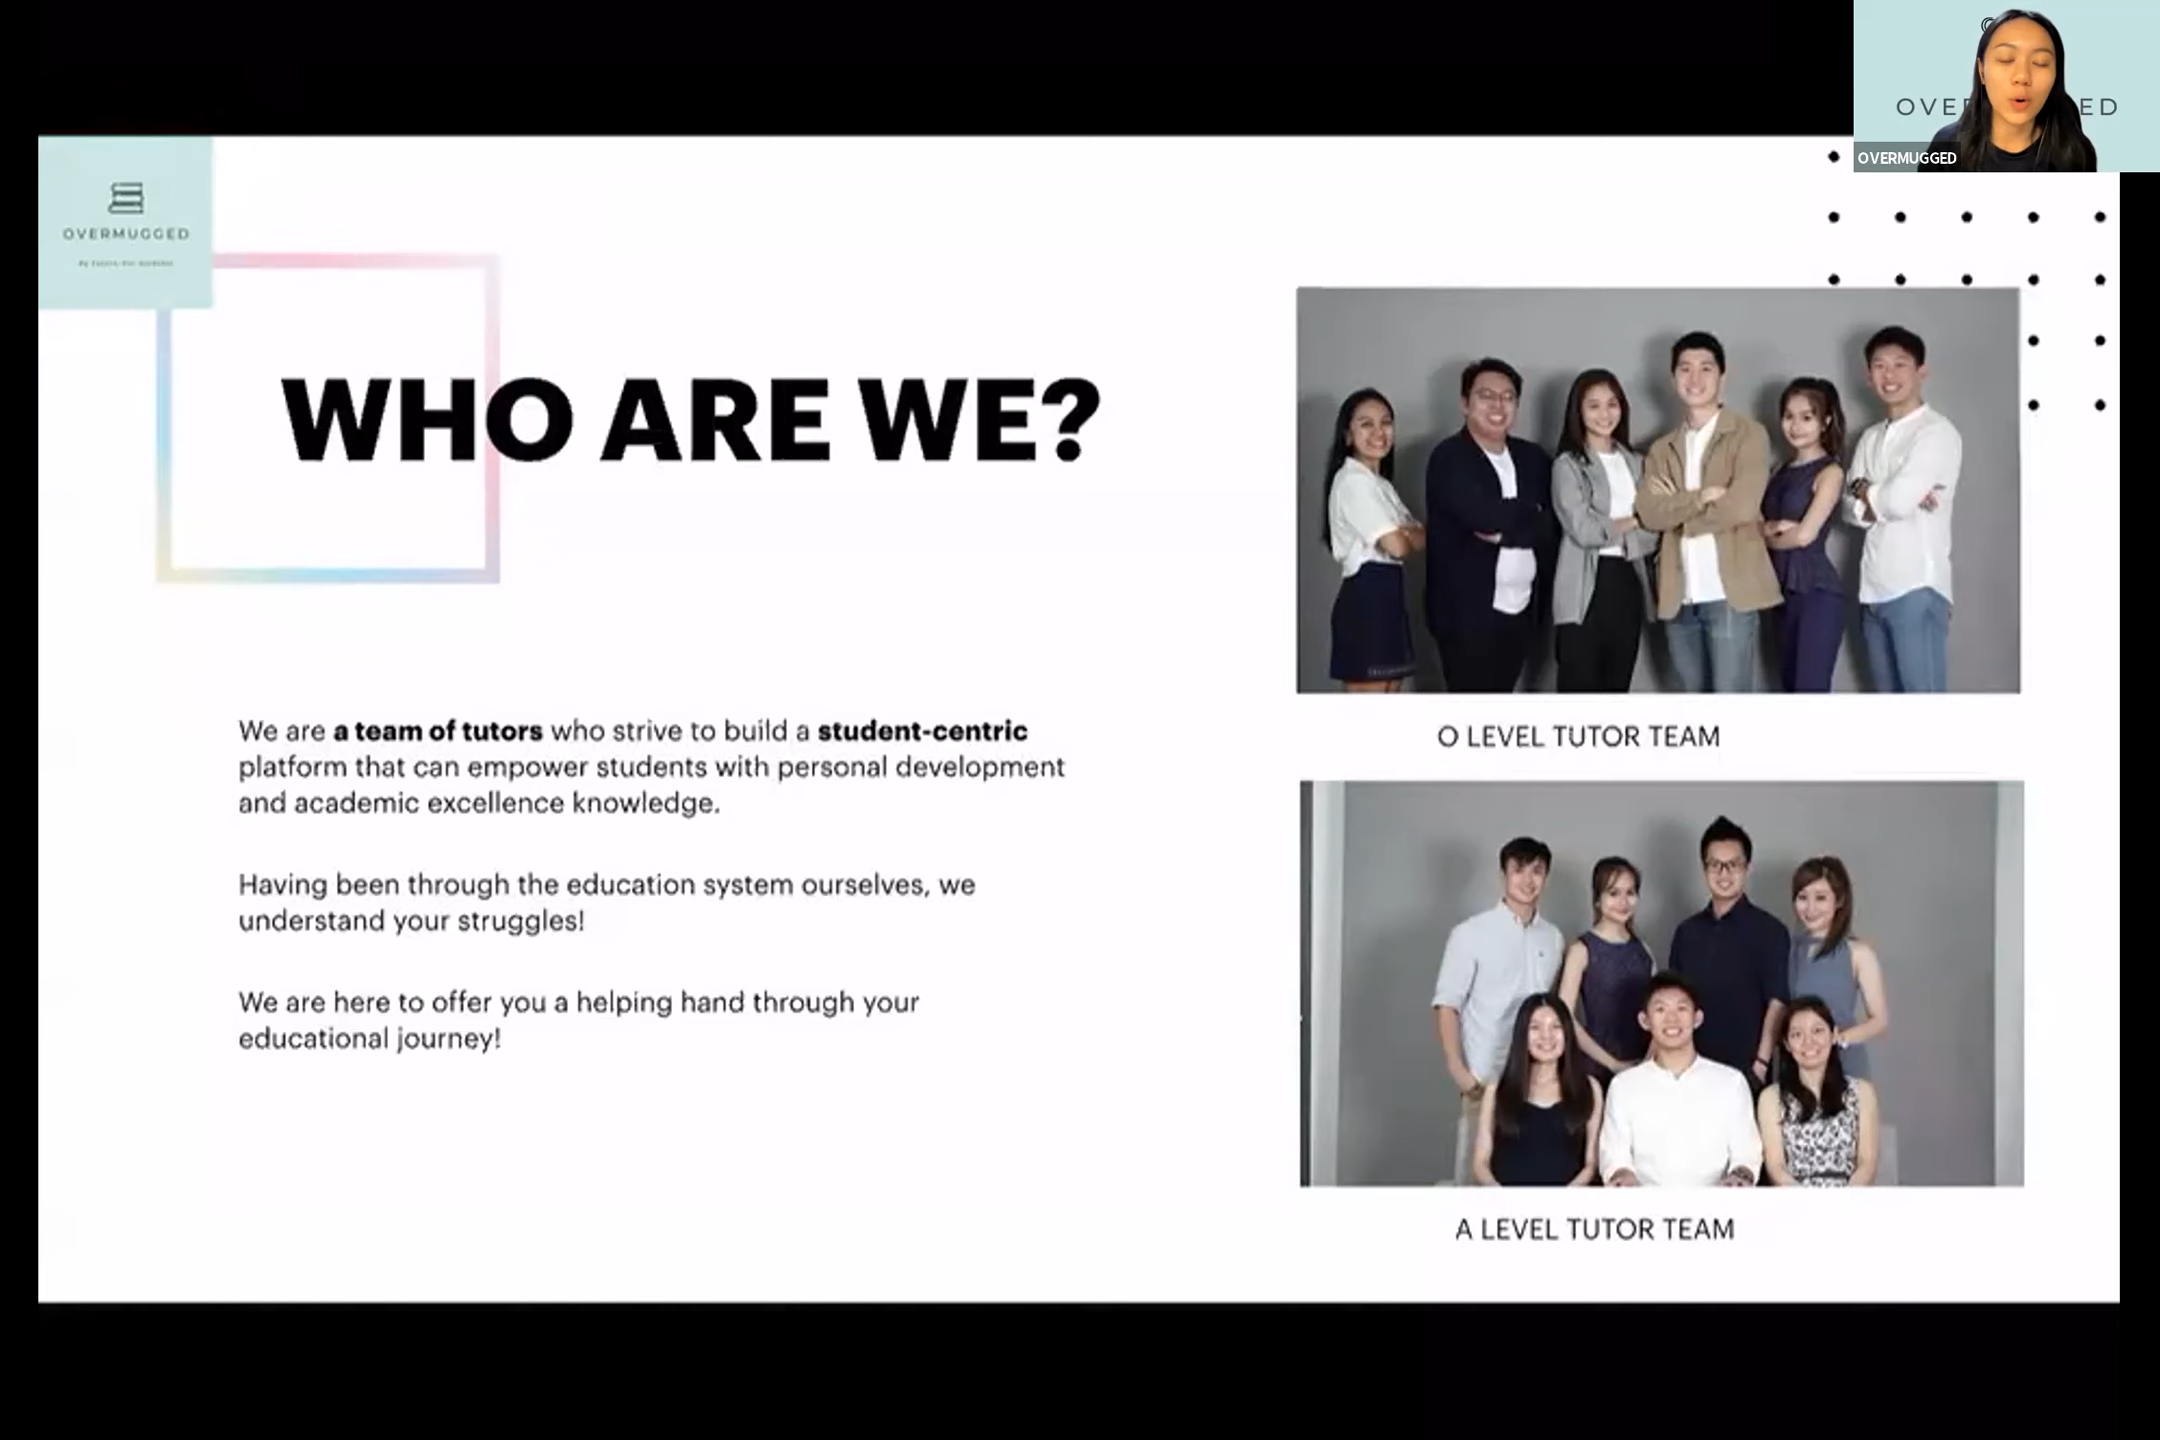 OVERMUGGED
OVERMUGGED
WHO ARE WE?
We are a team of tutors who strive to build a student-centric
platform that can empower students with personal development
and academic excellence knowledge.
Having been through the education system ourselves, we
understand your struggles!
We are here to offer you a helping hand through your
educational journey!
O LEVEL TUTOR TEAM
A LEVEL TUTOR TEAM